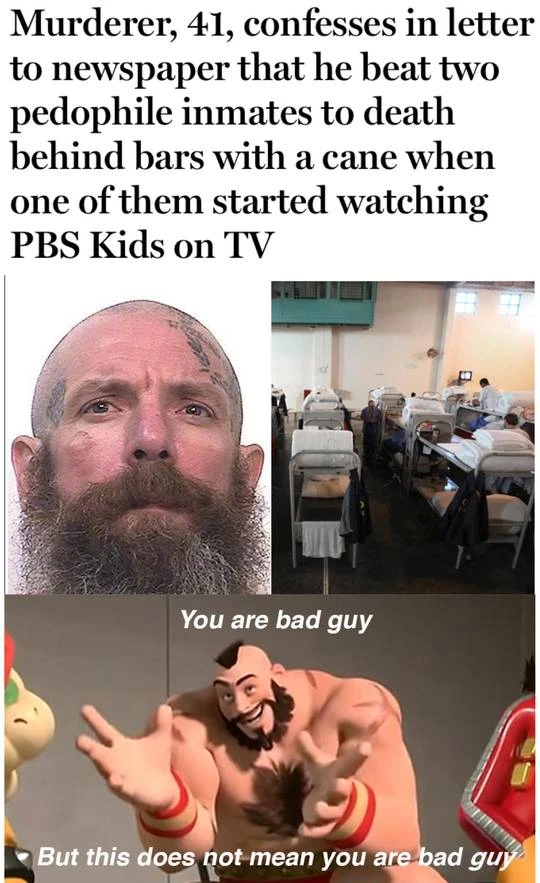 Murderer, 41, confesses in letter
to newspaper that he beat two
pedophile inmates to death
behind bars with a cane when
one of them started watching
PBS Kids on TV
You are bad guy
But this does not mean you are bad guy